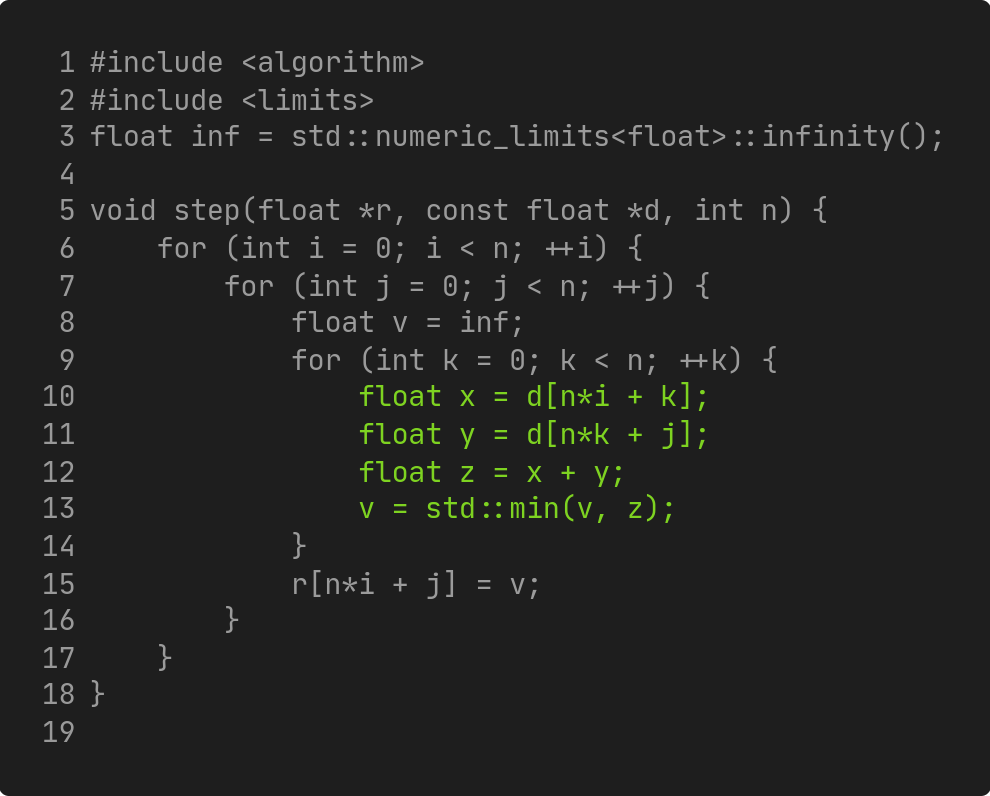 1 #include <algorithm>
2 #include <limits>
3 float inf = std::numeric_limits<float>::infinity();
4
5 void step(float *r, const float *d, int n) {
6     for (int i = 0; i < n; ++i) {
7         for (int j = 0; j < n; ++j) {
8             float v = inf;
9             for (int k = 0; k < n; ++k) {
10                 float x = d[n*i + k];
11                 float y = d[n*k + j];
12                 float z = x + y;
13                 v = std::min(v, z);
14             }
15             r[n*i + j] = v;
16         }
17     }
18 }
19